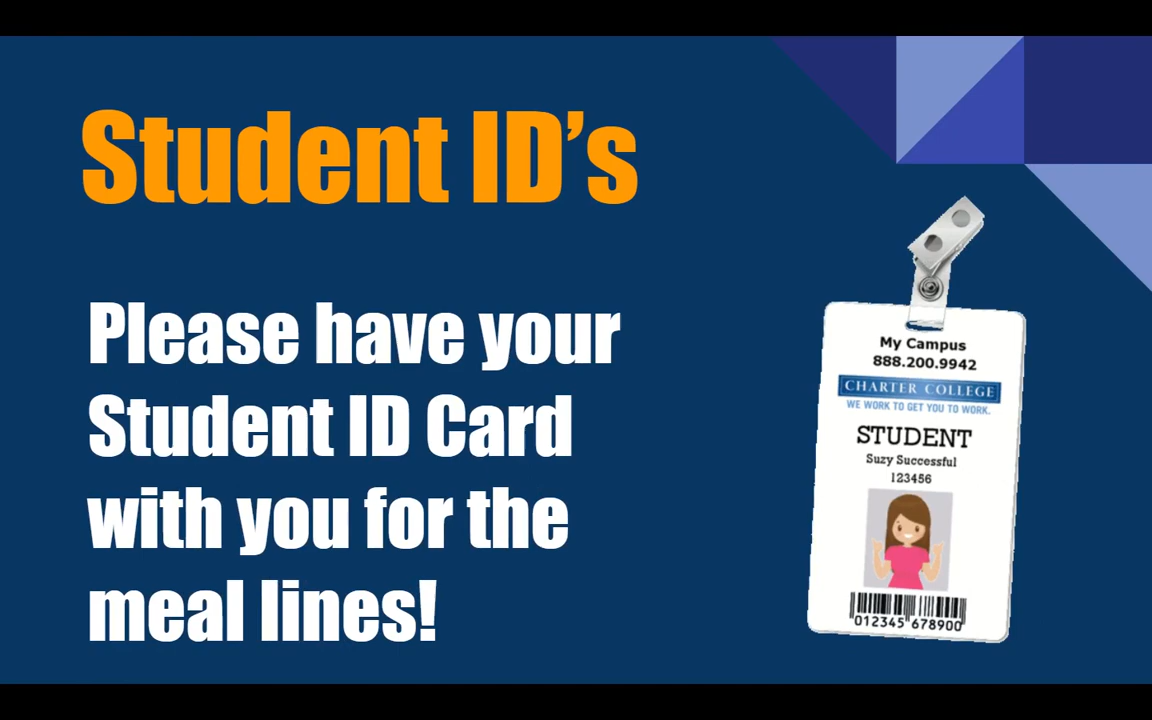 Student ID’s
Please have your
Student ID Card
with you for the
meal lines!
My Campus
888.200.9942
CHARTER COLLEGE
WE WORK TO GET YOU TO WORK.
STUDENT
Suzy Successful
123456
012345 678900